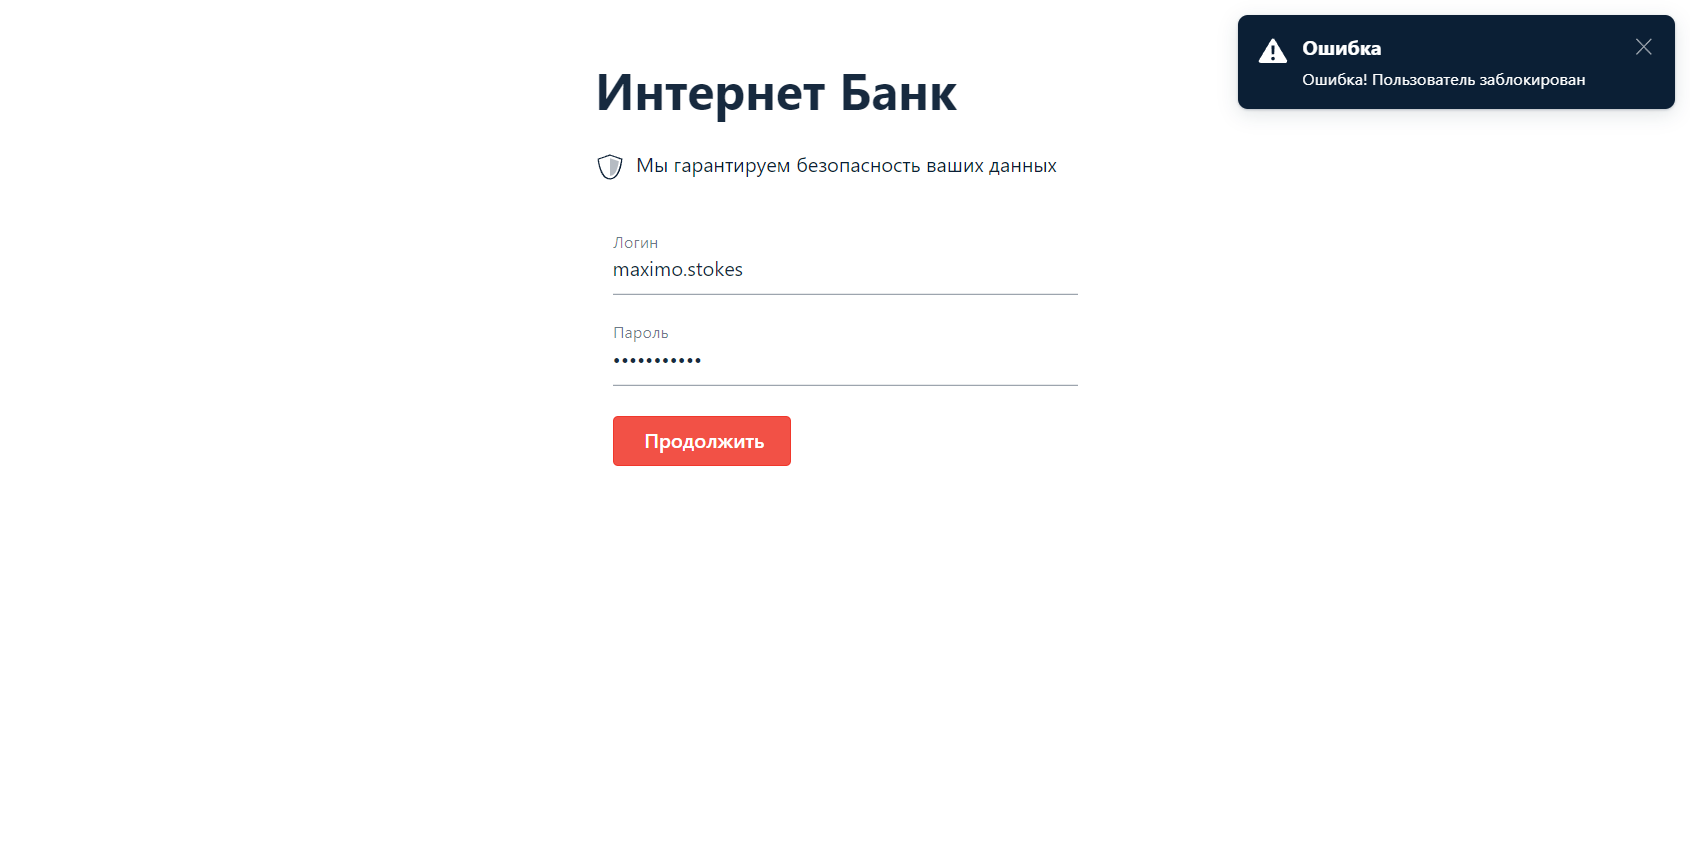 Интернет Банк
Мы гарантируем безопасность ваших данных
Логин
maximo.stokes
Пароль
•••••••••••
Продолжить
Ошибка
Ошибка! Пользователь заблокирован